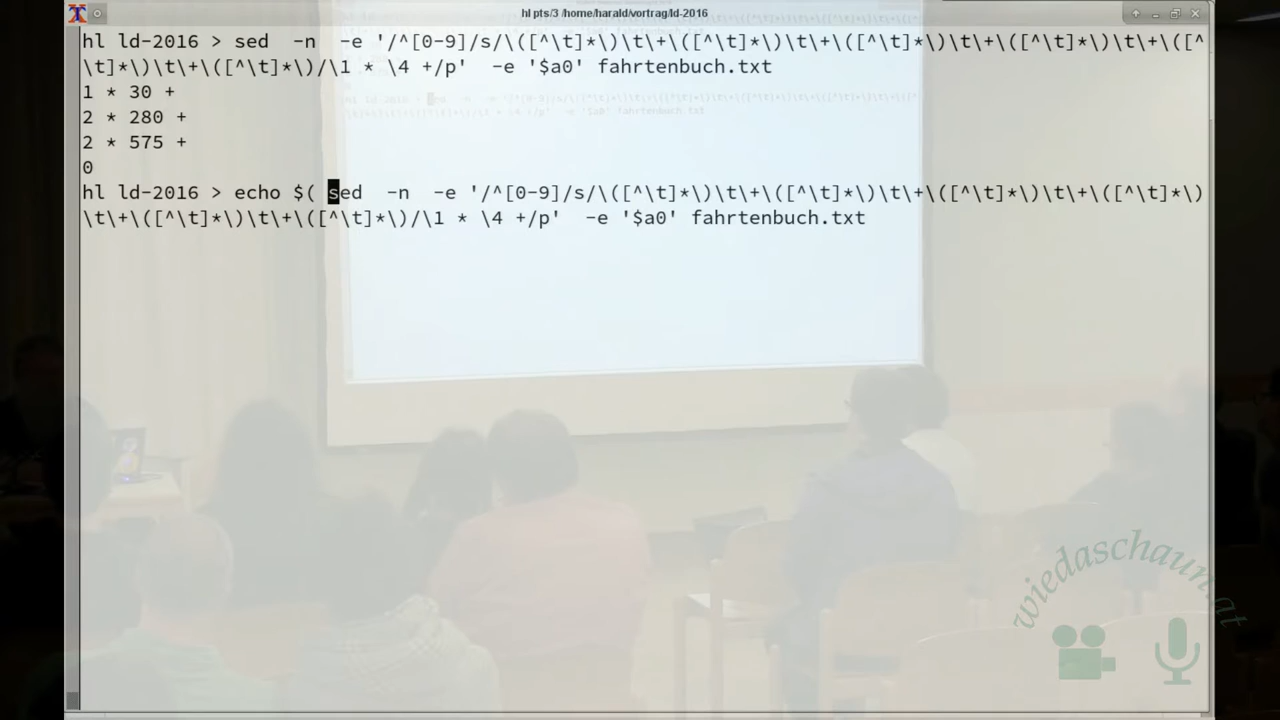 hl pts/3 /home/harald/vortrag/ld-2016
hl ld-2016 > sed  -n  -e '/^[0-9]/s/\([^\t]*\)\t\+\([^\t]*\)\t\+\([^\t]*\)\t\+\([^
\t]*\)\t\+\([^\t]*\)/\1 * \4 +/p'  -e '$a0' fahrtenbuch.txt
1 * 30 +
2 * 280 +
2 * 575 +
0
hl ld-2016 > echo $( sed  -n  -e '/^[0-9]/s/\([^\t]*\)\t\+\([^\t]*\)\t\+\([^\t]*\)
\t\+\([^\t]*\)\t\+\([^\t]*\)/\1 * \4 +/p'  -e '$a0' fahrtenbuch.txt
wiedaschaun.at